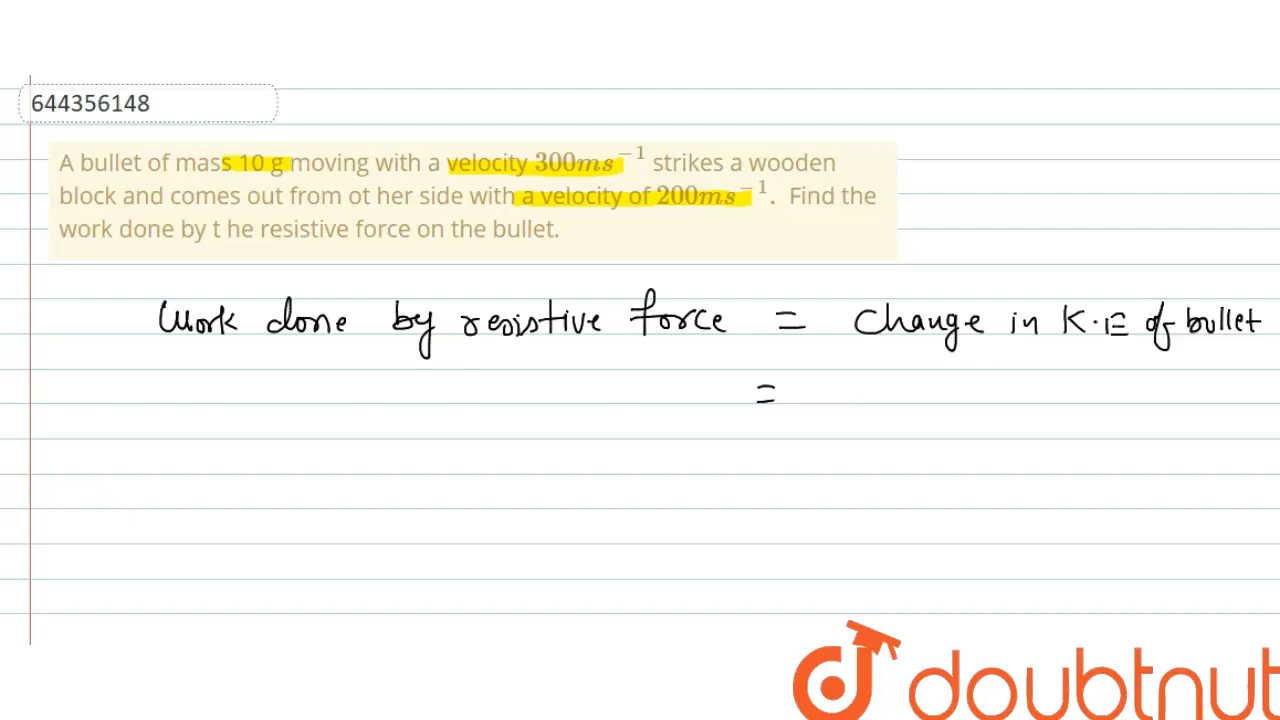 644356148
A bullet of mass 10 g moving with a velocity 300ms⁻¹ strikes a wooden
block and comes out from ot her side with a velocity of 200ms⁻¹. Find the
work done by t he resistive force on the bullet.
Work done by resistive force = Change in K.E of bullet
=
doubtnut